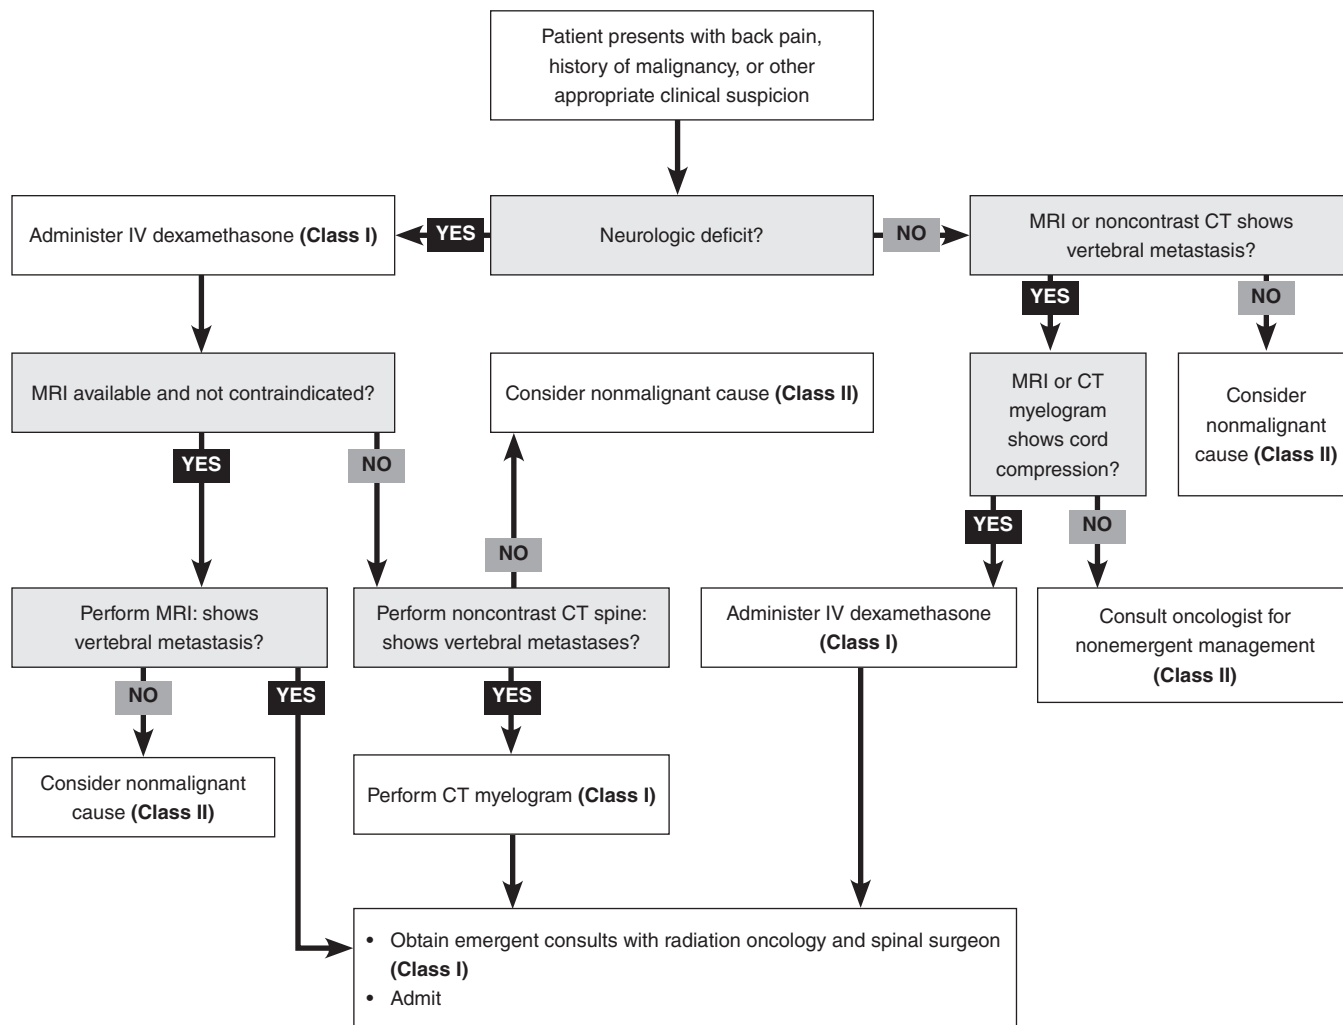 Patient presents with back pain,
history of malignancy, or other
appropriate clinical suspicion
Administer IV dexamethasone (Class I)
YES
Neurologic deficit?
NO
MRI or noncontrast CT shows
vertebral metastasis?
YES
NO
MRI available and not contraindicated?
Consider nonmalignant cause (Class II)
MRI or CT
myelogram
shows cord
compression?
Consider
nonmalignant
cause (Class II)
YES
NO
YES
NO
NO
Perform MRI: shows
vertebral metastasis?
Perform noncontrast CT spine:
shows vertebral metastases?
Administer IV dexamethasone
(Class I)
Consult oncologist for
nonemergent management
(Class II)
NO
YES
YES
Consider nonmalignant
cause (Class II)
Perform CT myelogram (Class I)
• Obtain emergent consults with radiation oncology and spinal surgeon
(Class I)
• Admit